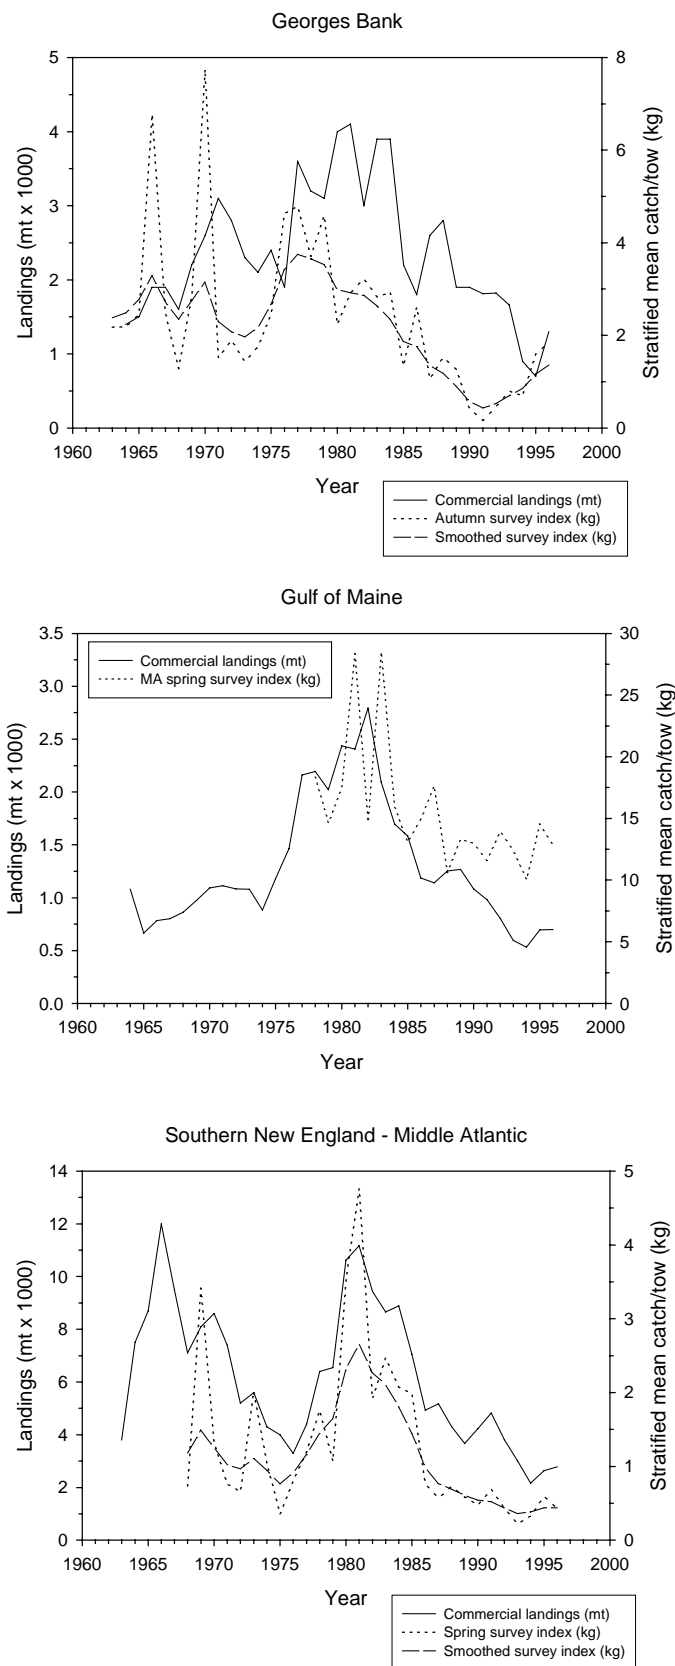 Georges Bank
5
4
3
2
1
0
Landings (mt x 1000)
8
6
4
2
0
Stratified mean catch/tow (kg)
1960 1965 1970 1975 1980 1985 1990 1995 2000
Year
Commercial landings (mt)
Autumn survey index (kg)
Smoothed survey index (kg)
Gulf of Maine
3.5
3.0
2.5
2.0
1.5
1.0
0.5
0.0
Landings (mt x 1000)
Commercial landings (mt)
MA spring survey index (kg)
30
25
20
15
10
5
0
Stratified mean catch/tow (kg)
1960 1965 1970 1975 1980 1985 1990 1995 2000
Year
Southern New England - Middle Atlantic
14
12
10
8
6
4
2
0
Landings (mt x 1000)
5
4
3
2
1
0
Stratified mean catch/tow (kg)
1960 1965 1970 1975 1980 1985 1990 1995 2000
Year
Commercial landings (mt)
Spring survey index (kg)
Smoothed survey index (kg)